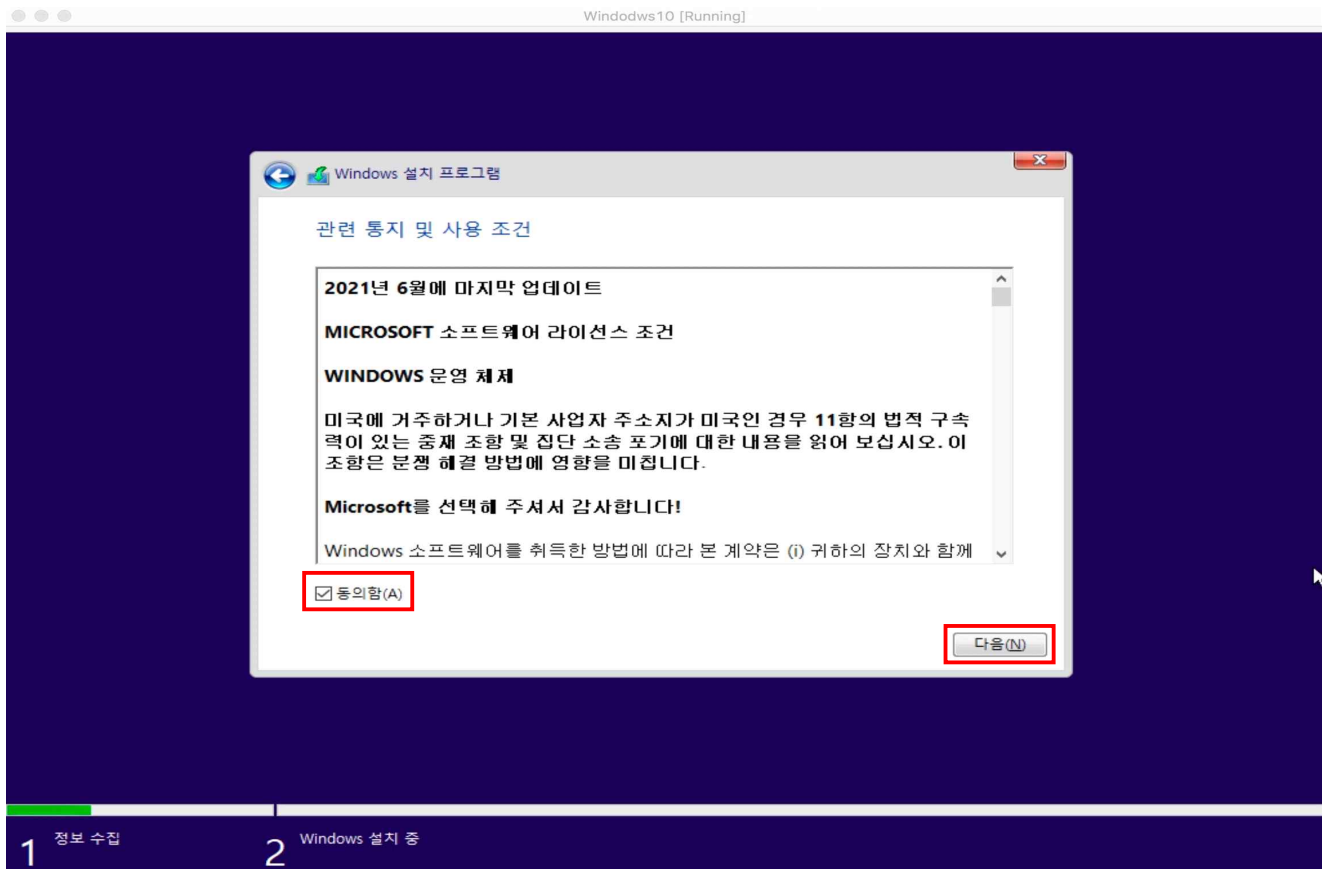 Windodws10 [Running]
Windows 설치 프로그램
관련 통지 및 사용 조건
2021년 6월에 마지막 업데이트
MICROSOFT 소프트웨어 라이선스 조건
WINDOWS 운영 체제
미국에 거주하거나 기본 사업자 주소지가 미국인 경우 11항의 법적 구속
력이 있는 중재 조항 및 집단 소송 포기에 대한 내용을 읽어 보십시오. 이
조항은 분쟁 해결 방법에 영향을 미칩니다.
Microsoft를 선택해 주셔서 감사합니다!
Windows 소프트웨어를 취득한 방법에 따라 본 계약은 (i) 귀하의 장치와 함께
동의함(A)
다음(N)
1 정보 수집
2 Windows 설치 중